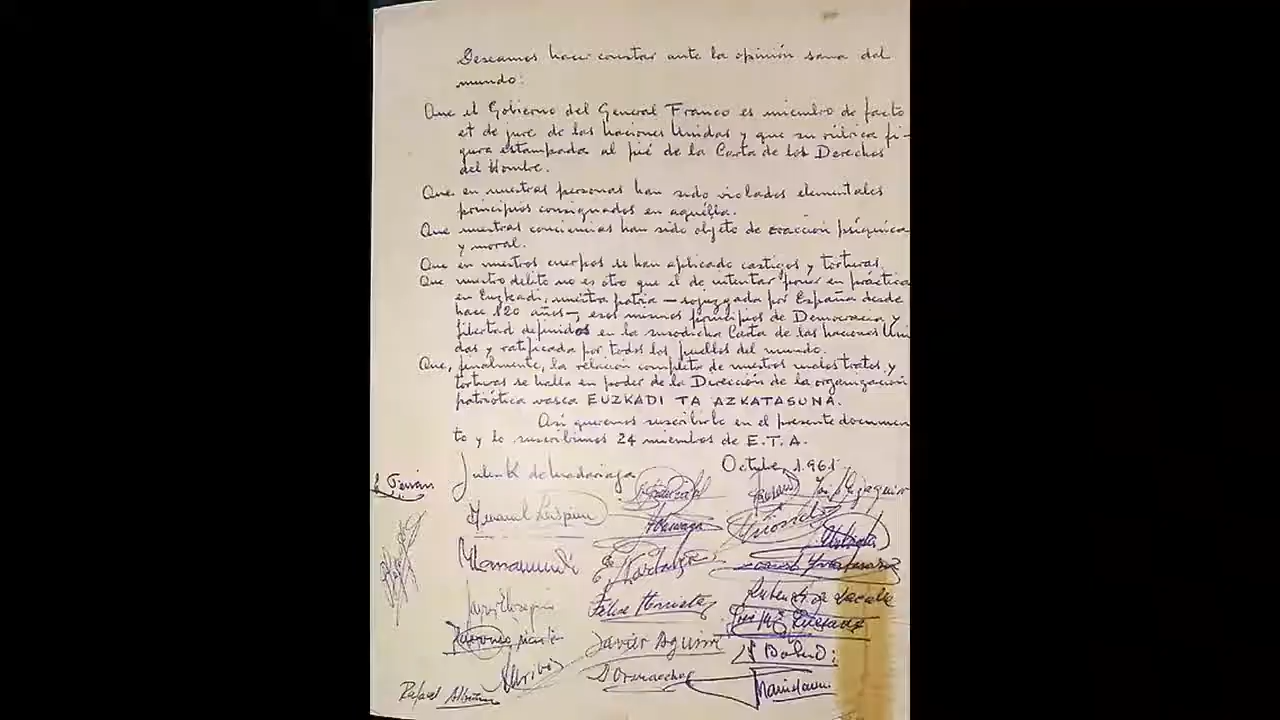 Deseamos hacer constar ante la opinión sana del
mundo:
Que el Gobierno del General Franco es miembro de facto
et de jure de las Naciones Unidas y que su rúbrica fi-
gura estampada al pié de la Carta de los Derechos
del Hombre.
Que en nuestras personas han sido violados elementales
principios consignados en aquélla.
Que nuestras conciencias han sido objeto de coacción psíquica
y moral.
Que en nuestros cuerpos se han aplicado castigos y torturas.
Que nuestro delito no es otro que el de intentar poner en práctica
en Euzkadi, nuestra patria — sojuzgada por España desde
hace 120 años —, esos mismos principios de Democracia y
libertad definidos en la susodicha Carta de las Naciones Uni
das y ratificada por todos los pueblos del mundo.
Que, finalmente, la relación completa de nuestros malos tratos y
torturas se halla en poder de la Dirección de la organización
patriótica vasca EUZKADI TA AZKATASUNA.
Así queremos suscribirlo en el presente documen
to y lo suscribimos 24 miembros de E.T.A.
Octubre, 1.961
Julen K de Madariaga
Manuel
Felix Arrieta
Javier Aguirre
Rafael Albisu